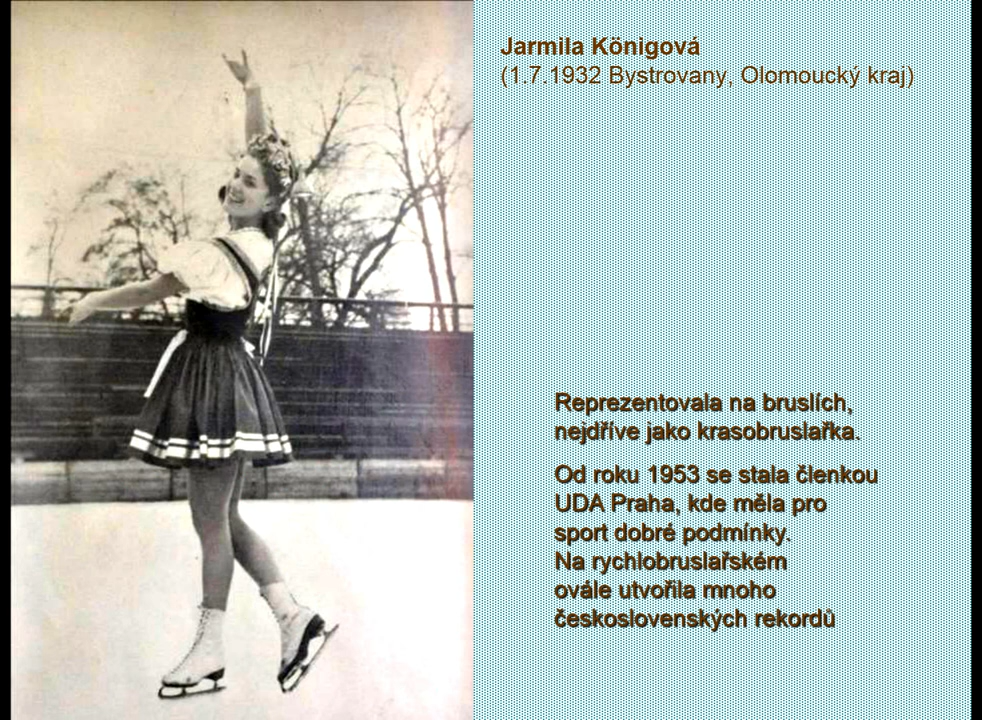 Jarmila Königová
(1.7.1932 Bystrovany, Olomoucký kraj)
Reprezentovala na bruslích,
nejdříve jako krasobruslařka.
Od roku 1953 se stala členkou
UDA Praha, kde měla pro
sport dobré podmínky.
Na rychlobruslařském
ovále utvořila mnoho
československých rekordů